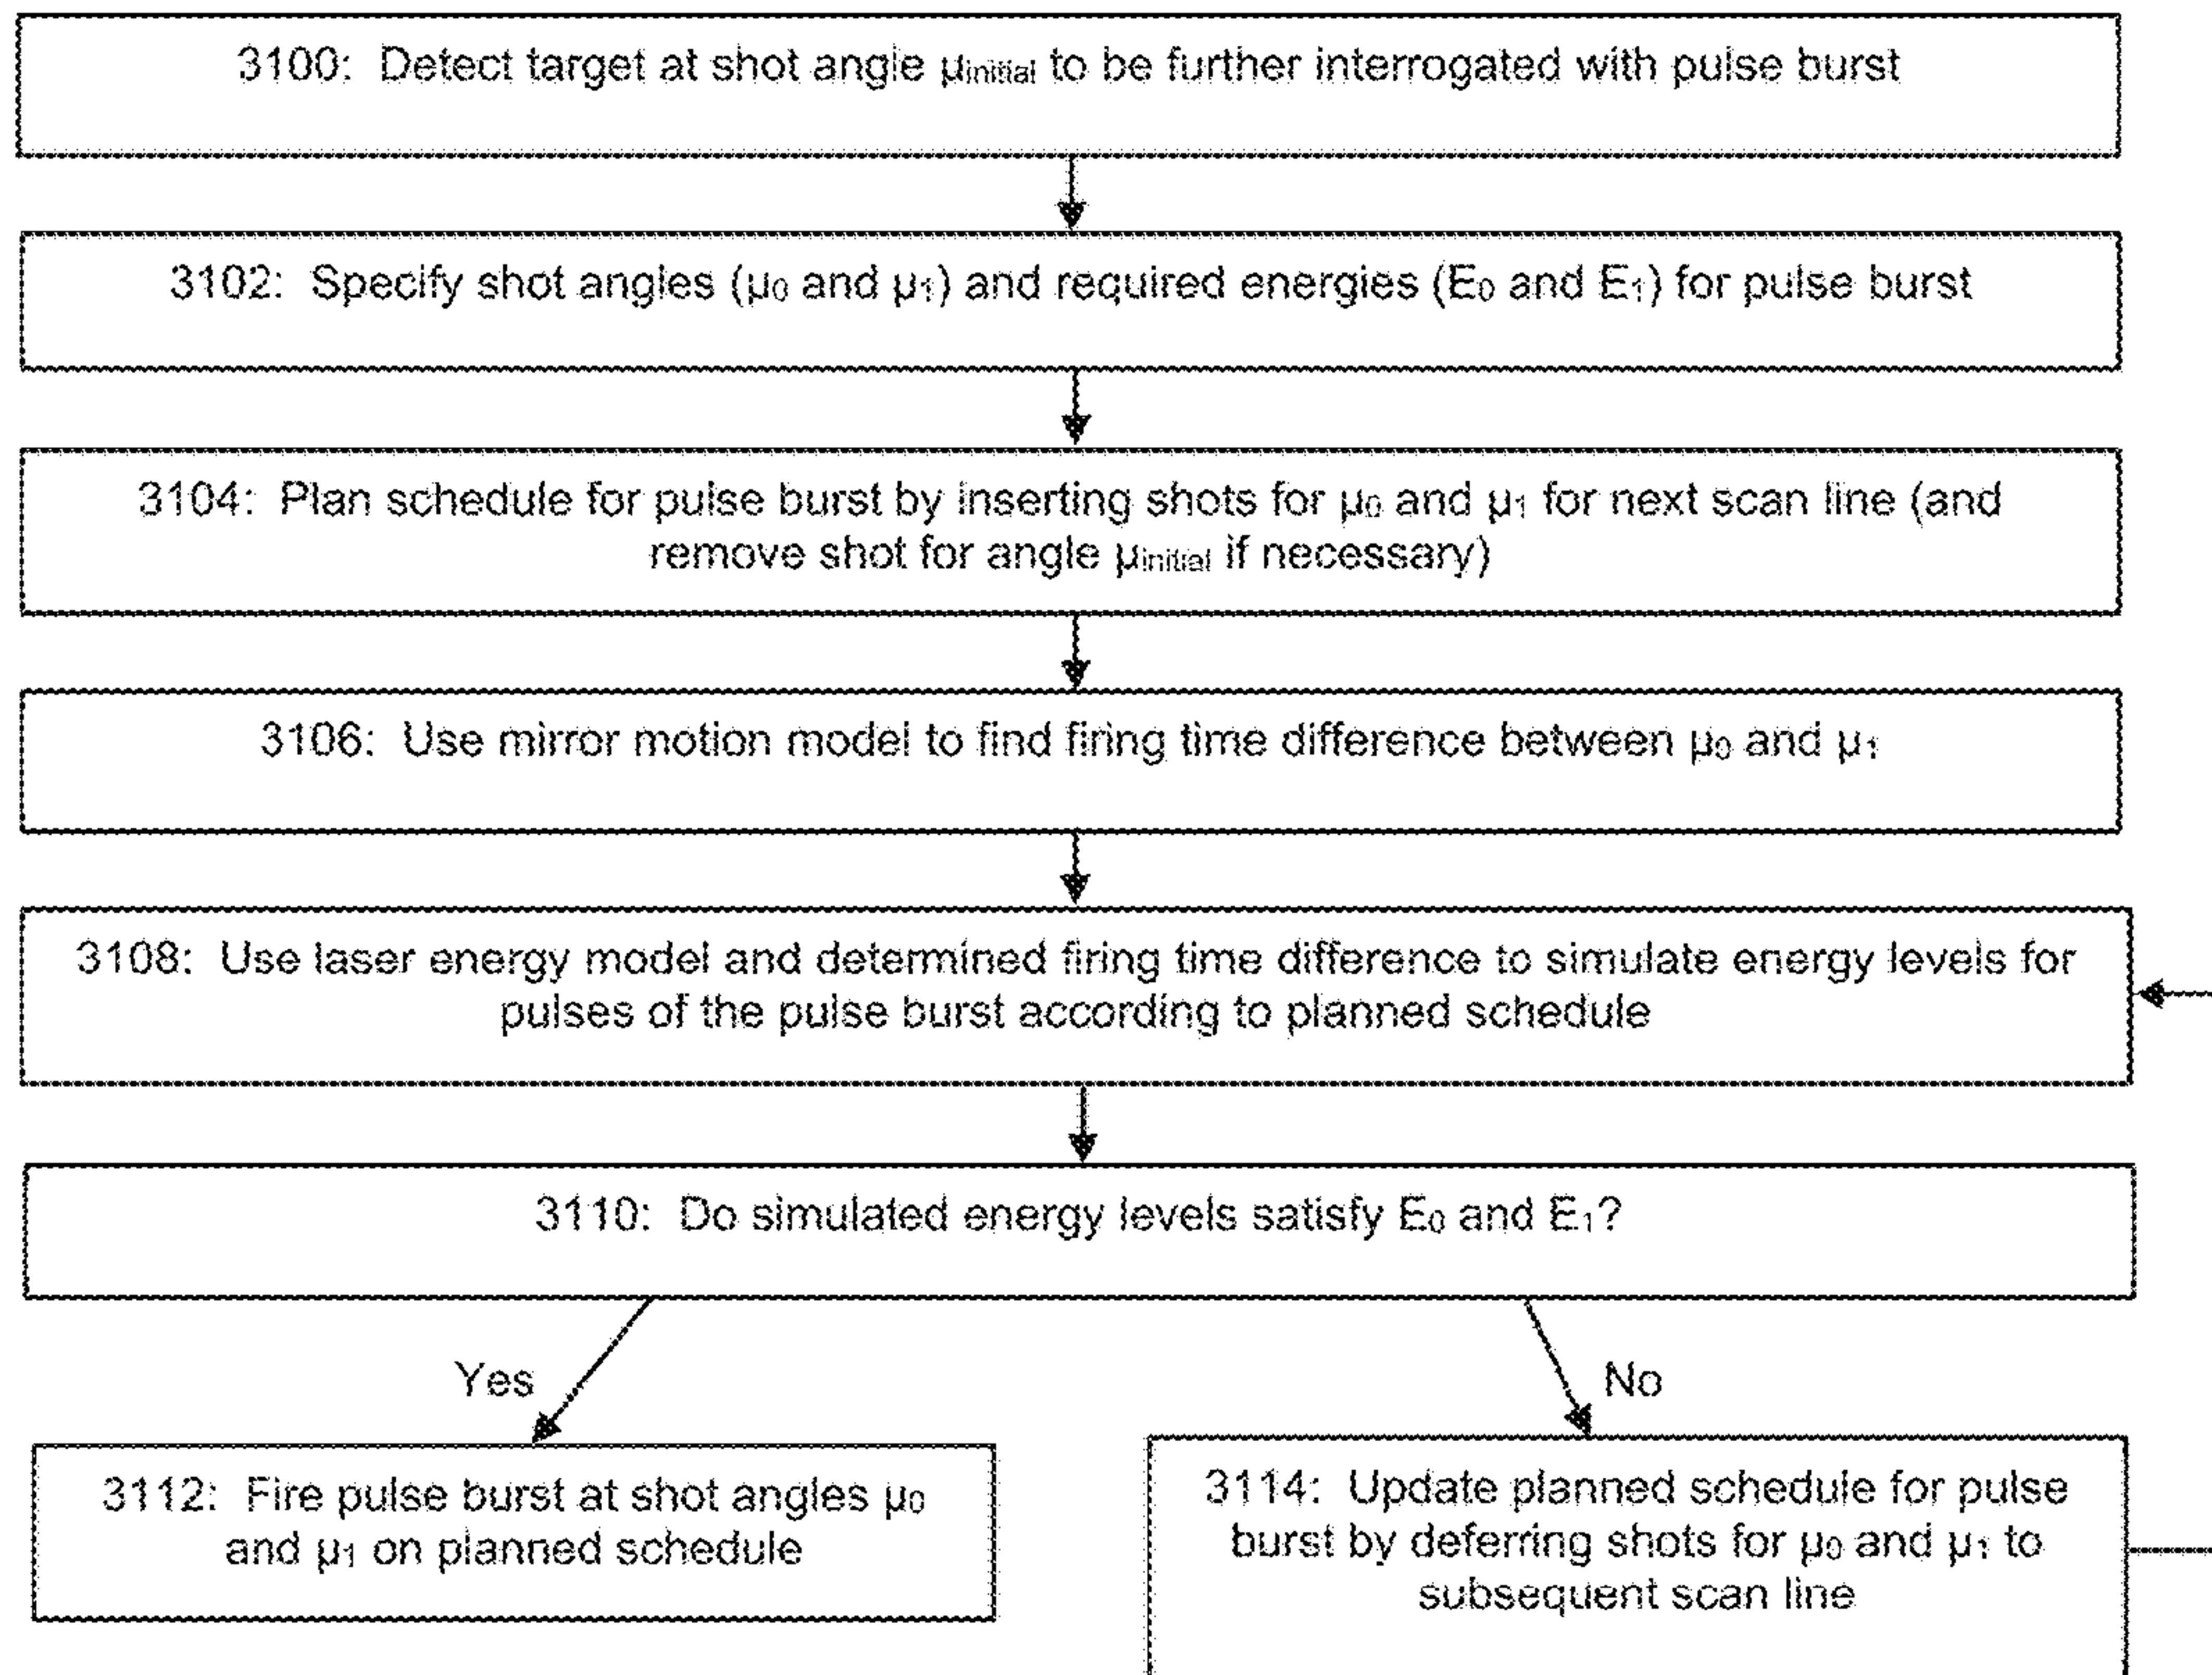 3100: Detect target at shot angle µinitial to be further interrogated with pulse burst
3102: Specify shot angles (µ0 and µ1) and required energies (E0 and E1) for pulse burst
3104: Plan schedule for pulse burst by inserting shots for µ0 and µ1 for next scan line (and
remove shot for angle µinitial if necessary)
3106: Use mirror motion model to find firing time difference between µ0 and µ1
3108: Use laser energy model and determined firing time difference to simulate energy levels for
pulses of the pulse burst according to planned schedule
3110: Do simulated energy levels satisfy E0 and E1?
Yes
No
3112: Fire pulse burst at shot angles µ0
and µ1 on planned schedule
3114: Update planned schedule for pulse
burst by deferring shots for µ0 and µ1 to
subsequent scan line